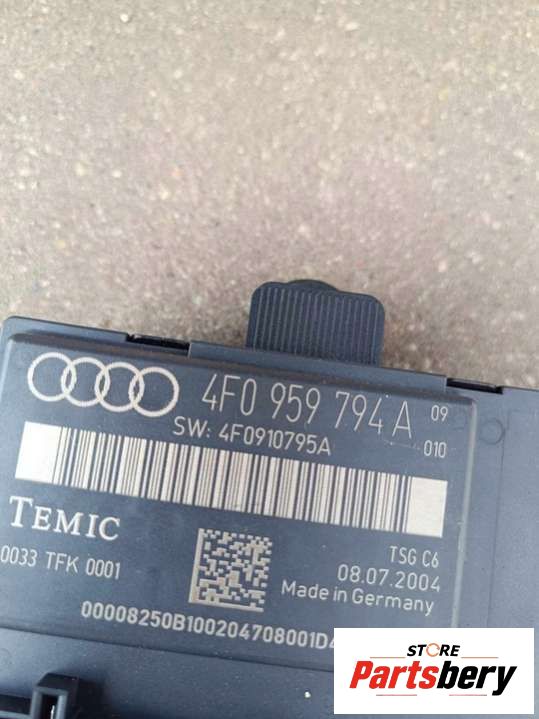 4F0 959 794 A 09
SW: 4F0910795A 010
TEMIC
TSG C6
0033 TFK 0001
08.07.2004
Made in Germany
00008250B100204708001D
STORE
Partsbery